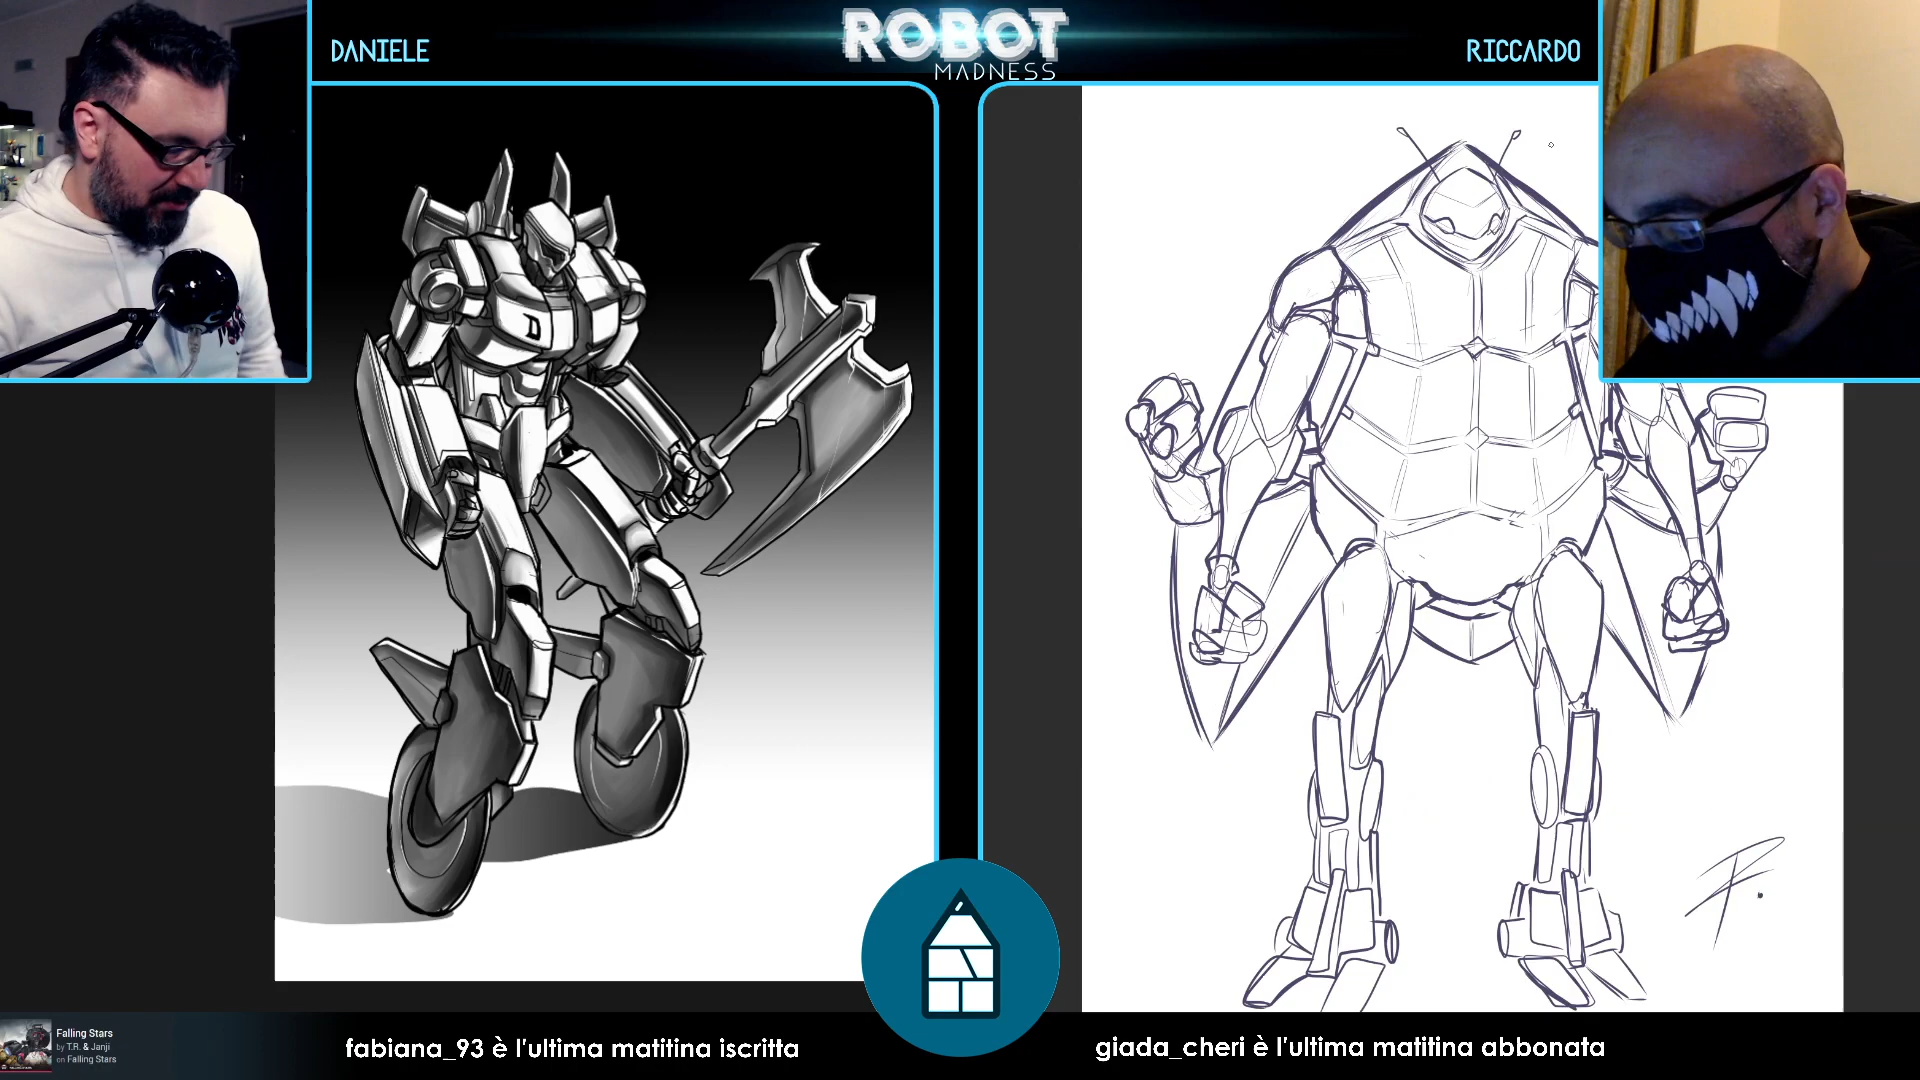 DANIELE
ROBOT
MADNESS
RICCARDO
D
Falling Stars
by T.R. & Janji
on Falling Stars
fabiana_93 è l'ultima matitina iscritta
giada_cheri è l'ultima matitina abbonata